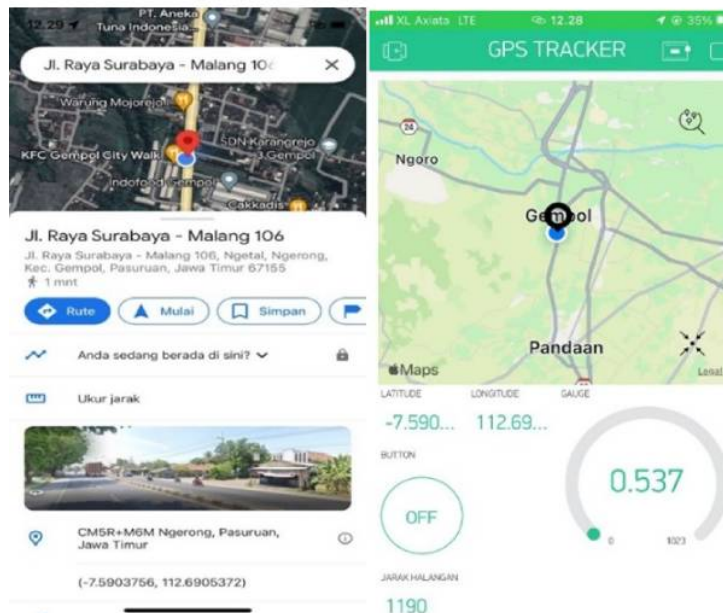 12.29
PT. Aneka
Tuna Indonesia
Jl. Raya Surabaya - Malang 106
Warung Mojorejo
SDN Karangrejo
3 Gempol
KFC Gempol City Walk
Indofood Gempol
Cakkadis
Jl. Raya Surabaya - Malang 106
Jl. Raya Surabaya - Malang 106, Ngetal, Ngerong,
Kec. Gempol, Pasuruan, Jawa Timur 67155
1 mnt
Rute
Mulai
Simpan
Anda sedang berada di sini?
Ukur jarak
CM5R+M6M Ngerong, Pasuruan,
Jawa Timur
(-7.5903756, 112.6905372)
XL Axiata LTE 12.28 35%
GPS TRACKER
24
Ngoro
Gempol
Pandaan
Maps
Legal
LATITUDE LONGITUDE GAUGE
-7.590... 112.69...
0.537
BUTTON
OFF
0 1023
JARAK HALANGAN
1190